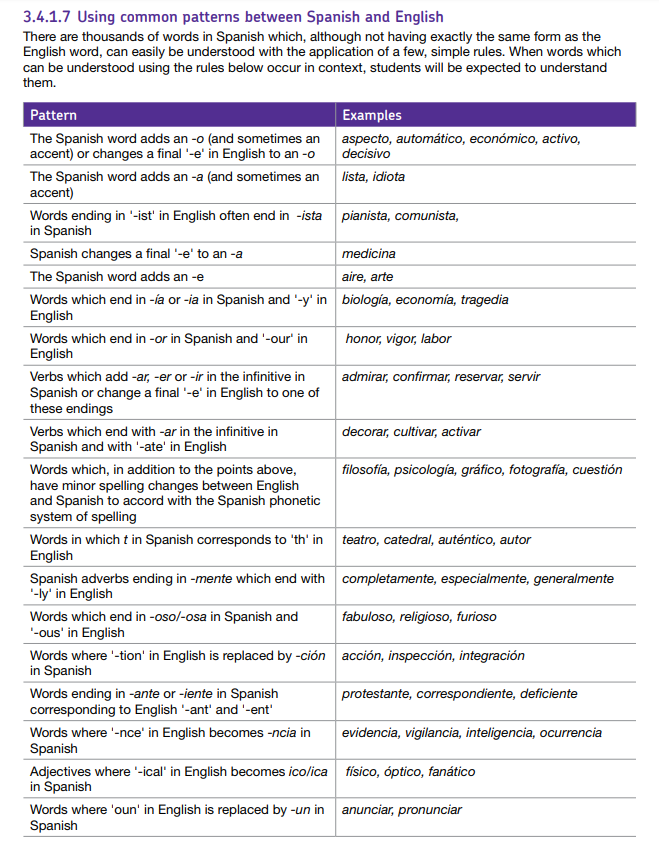 3.4.1.7 Using common patterns between Spanish and English
There are thousands of words in Spanish which, although not having exactly the same form as the
English word, can easily be understood with the application of a few, simple rules. When words which
can be understood using the rules below occur in context, students will be expected to understand
them.
Pattern
Examples
The Spanish word adds an -o (and sometimes an
accent) or changes a final '-e' in English to an -o
aspecto, automático, económico, activo,
decisivo
The Spanish word adds an -a (and sometimes an
accent)
lista, idiota
Words ending in '-ist' in English often end in -ista
in Spanish
pianista, comunista,
Spanish changes a final '-e' to an -a
medicina
The Spanish word adds an -e
aire, arte
Words which end in -ía or -ia in Spanish and '-y' in
English
biología, economía, tragedia
Words which end in -or in Spanish and '-our' in
English
honor, vigor, labor
Verbs which add -ar, -er or -ir in the infinitive in
Spanish or change a final '-e' in English to one of
these endings
admirar, confirmar, reservar, servir
Verbs which end with -ar in the infinitive in
Spanish and with '-ate' in English
decorar, cultivar, activar
Words which, in addition to the points above,
have minor spelling changes between English
and Spanish to accord with the Spanish phonetic
system of spelling
filosofía, psicología, gráfico, fotografía, cuestión
Words in which t in Spanish corresponds to 'th' in
English
teatro, catedral, auténtico, autor
Spanish adverbs ending in -mente which end with
'-ly' in English
completamente, especialmente, generalmente
Words which end in -oso/-osa in Spanish and
'-ous' in English
fabuloso, religioso, furioso
Words where '-tion' in English is replaced by -ción
in Spanish
acción, inspección, integración
Words ending in -ante or -iente in Spanish
corresponding to English '-ant' and '-ent'
protestante, correspondiente, deficiente
Words where '-nce' in English becomes -ncia in
Spanish
evidencia, vigilancia, inteligencia, ocurrencia
Adjectives where '-ical' in English becomes ico/ica
in Spanish
físico, óptico, fanático
Words where 'oun' in English is replaced by -un in
Spanish
anunciar, pronunciar